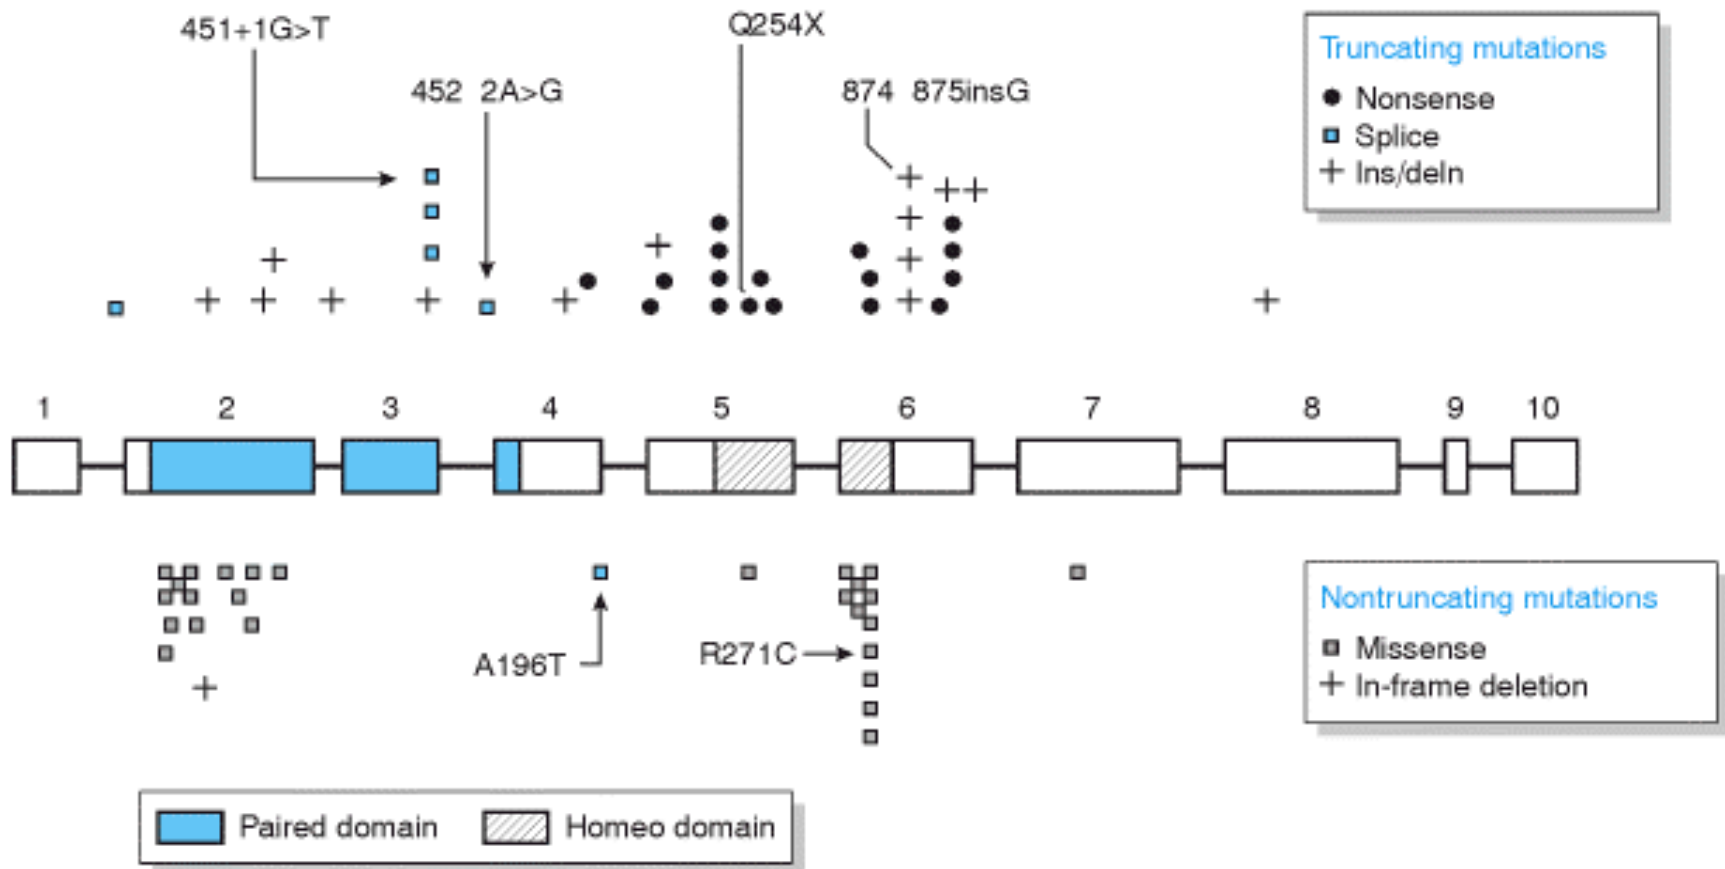 451+1G>T
Q254X
452 2A>G
874 875insG
Truncating mutations
Nonsense
Splice
Ins/deln
1 2 3 4 5 6 7 8 9 10
A196T
R271C
Nontruncating mutations
Missense
In-frame deletion
Paired domain
Homeo domain